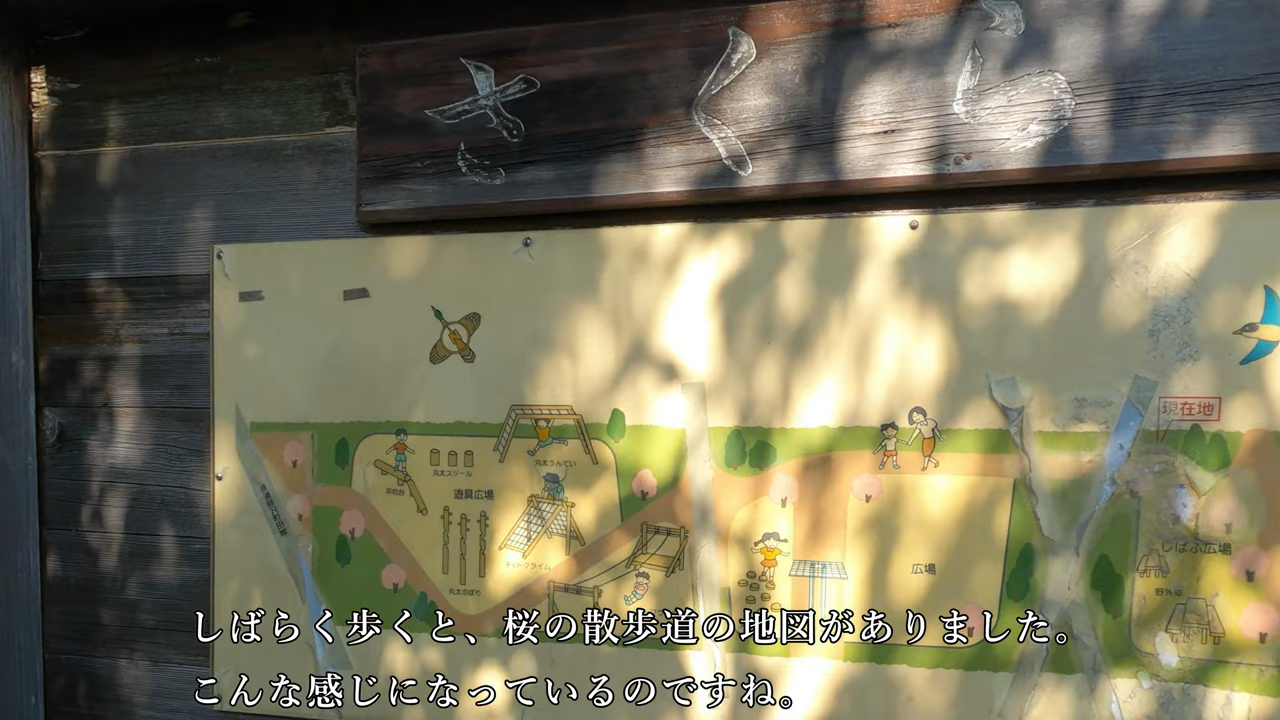 さくら
現在地
丸太スツール
丸太うんてい
平均台
遊具広場
ネットクライム
丸太のぼり
広場
しばふ広場
野外卓
しばらく歩くと、桜の散歩道の地図がありました。
こんな感じになっているのですね。